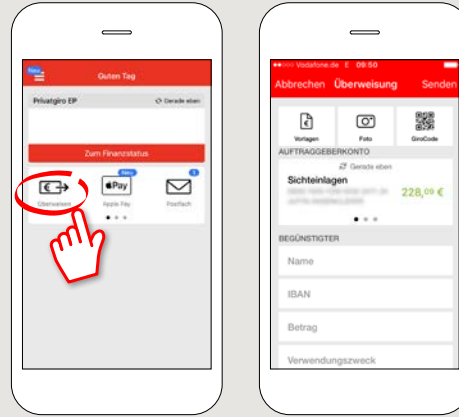 Neu
Guten Tag
Privatgiro EP
Gerade eben
Zum Finanzstatus
Neu
1
€
Pay
Überweisen
Apple Pay
Postfach
Vodafone.de E 09:50
Abbrechen Überweisung Senden
€
Vorlagen
Foto
GiroCode
AUFTRAGGEBERKONTO
Gerade eben
Sichteinlagen
228,09 €
BEGÜNSTIGTER
Name
IBAN
Betrag
Verwendungszweck